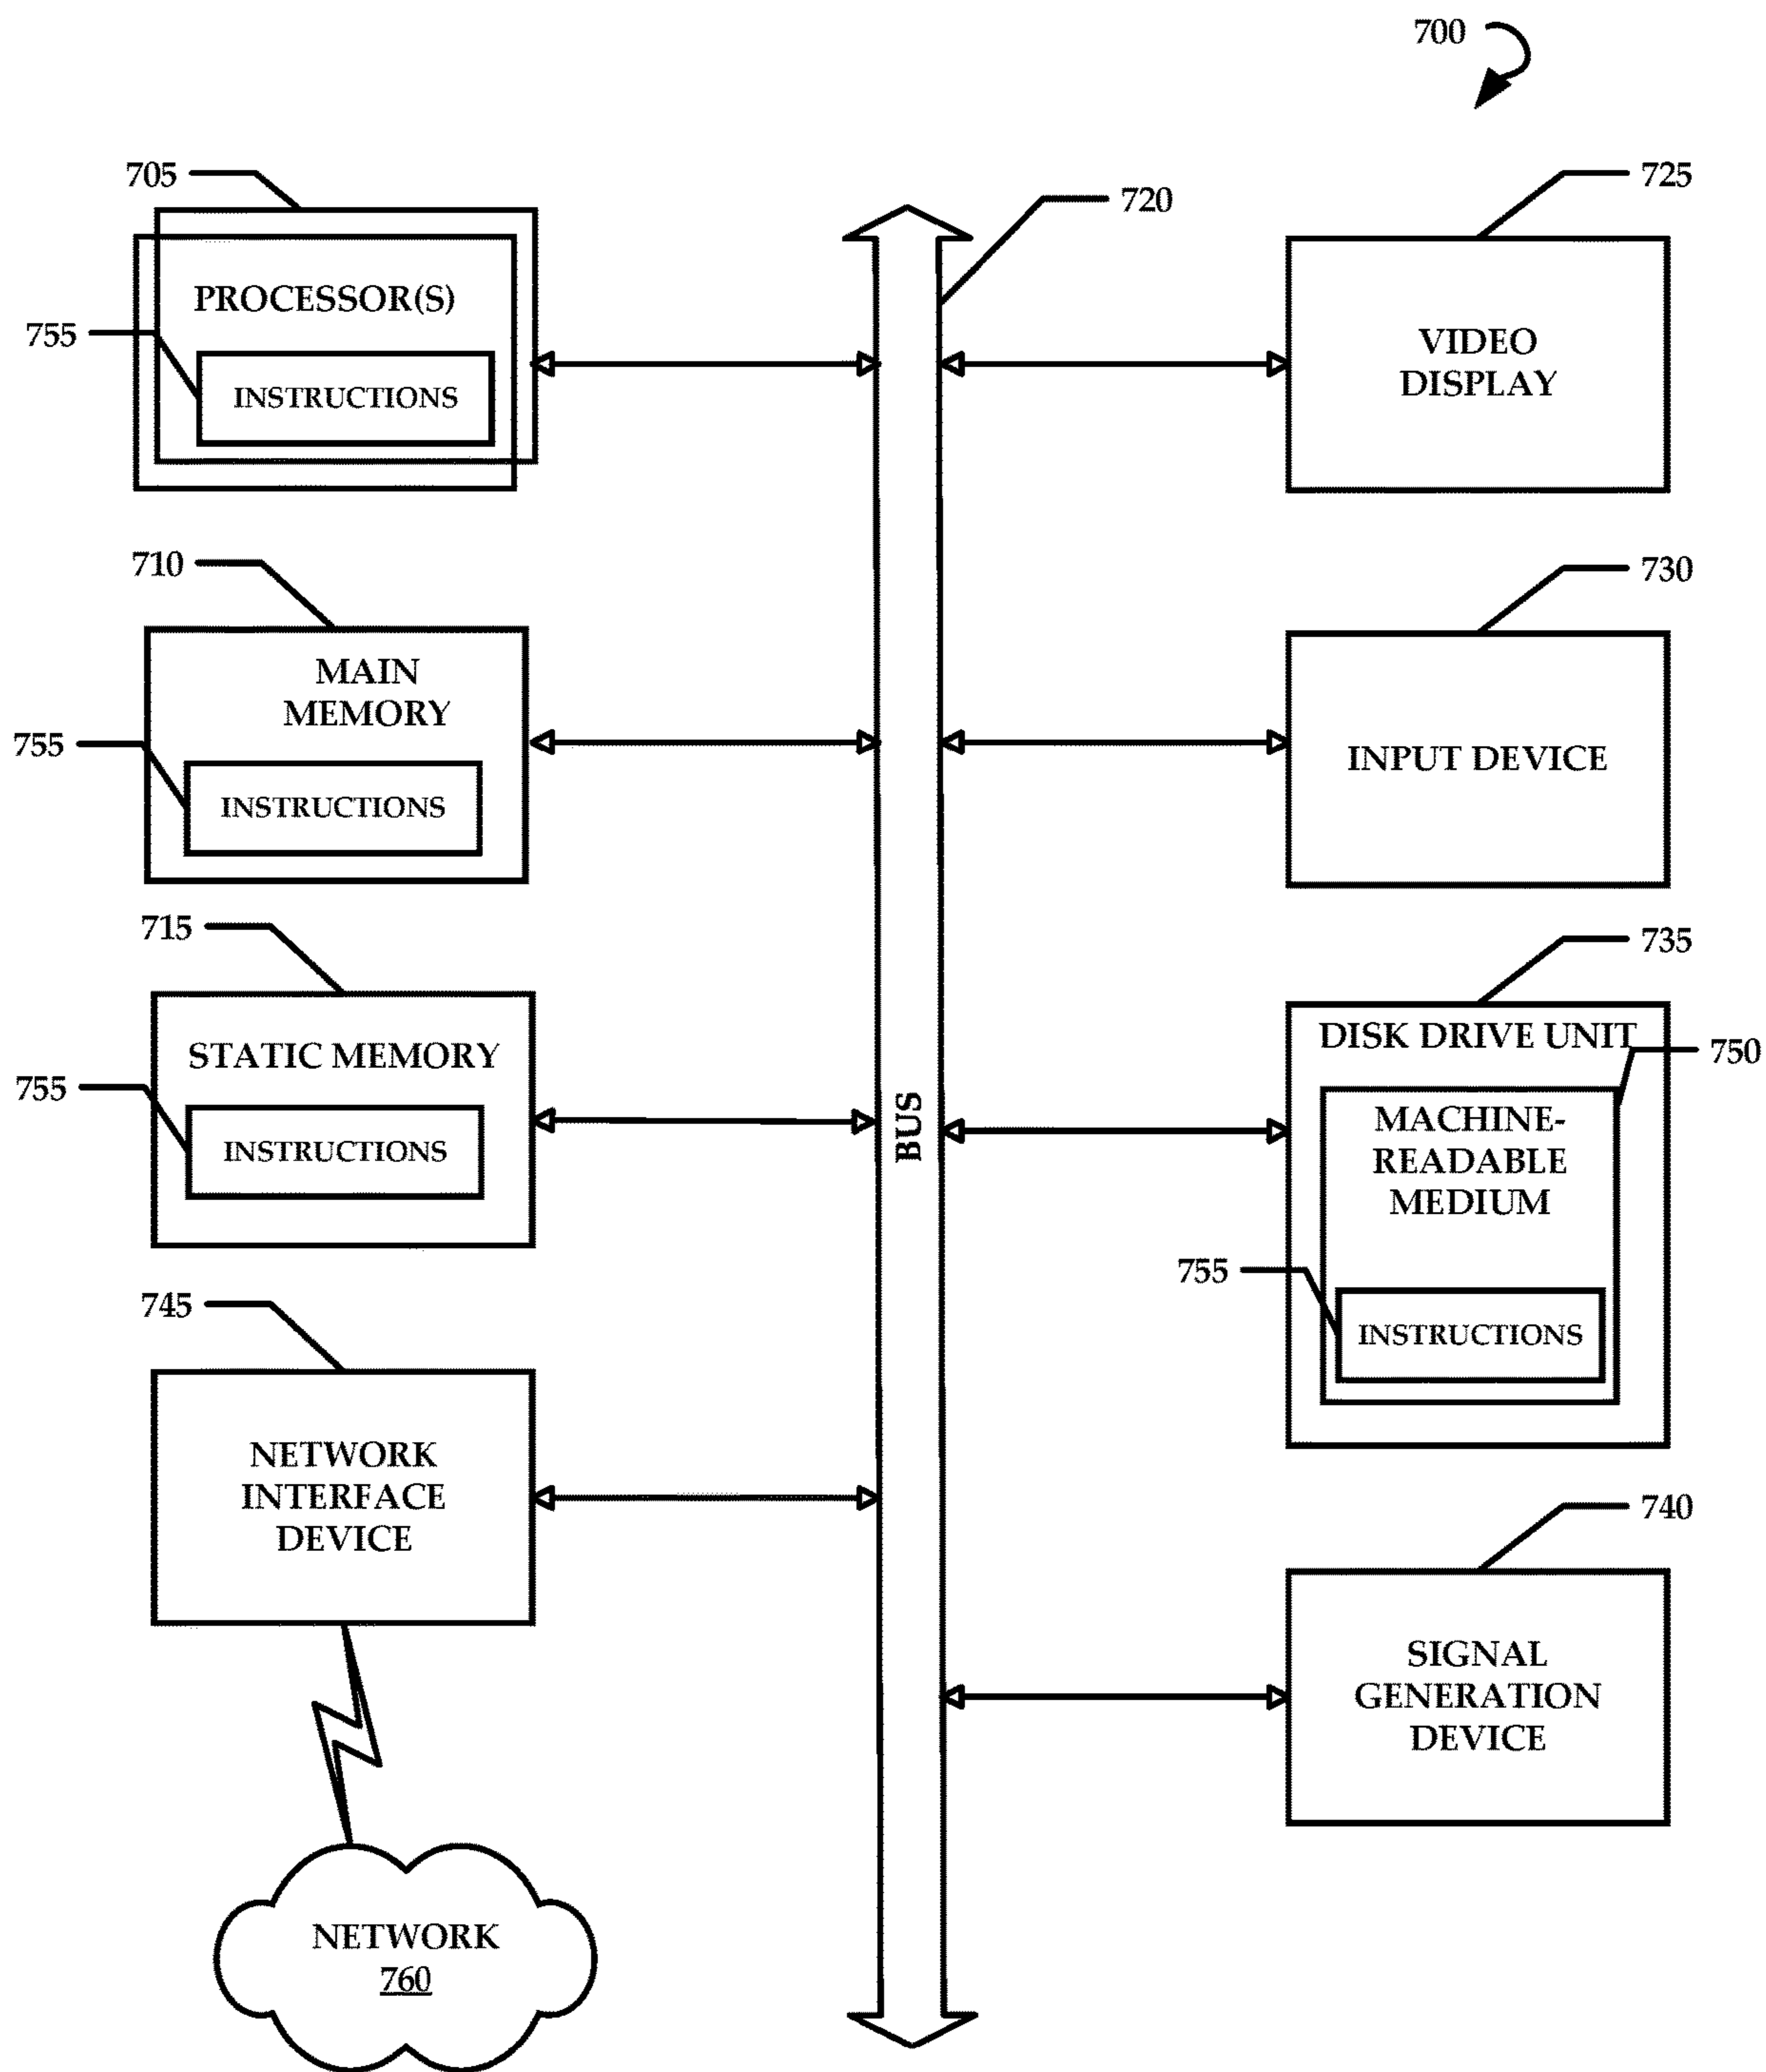 700
705
PROCESSOR(S)
755
INSTRUCTIONS
720
725
VIDEO
DISPLAY
710
MAIN
MEMORY
755
INSTRUCTIONS
730
INPUT DEVICE
715
STATIC MEMORY
755
INSTRUCTIONS
BUS
735
DISK DRIVE UNIT
750
MACHINE-
READABLE
MEDIUM
755
INSTRUCTIONS
745
NETWORK
INTERFACE
DEVICE
740
SIGNAL
GENERATION
DEVICE
NETWORK
760